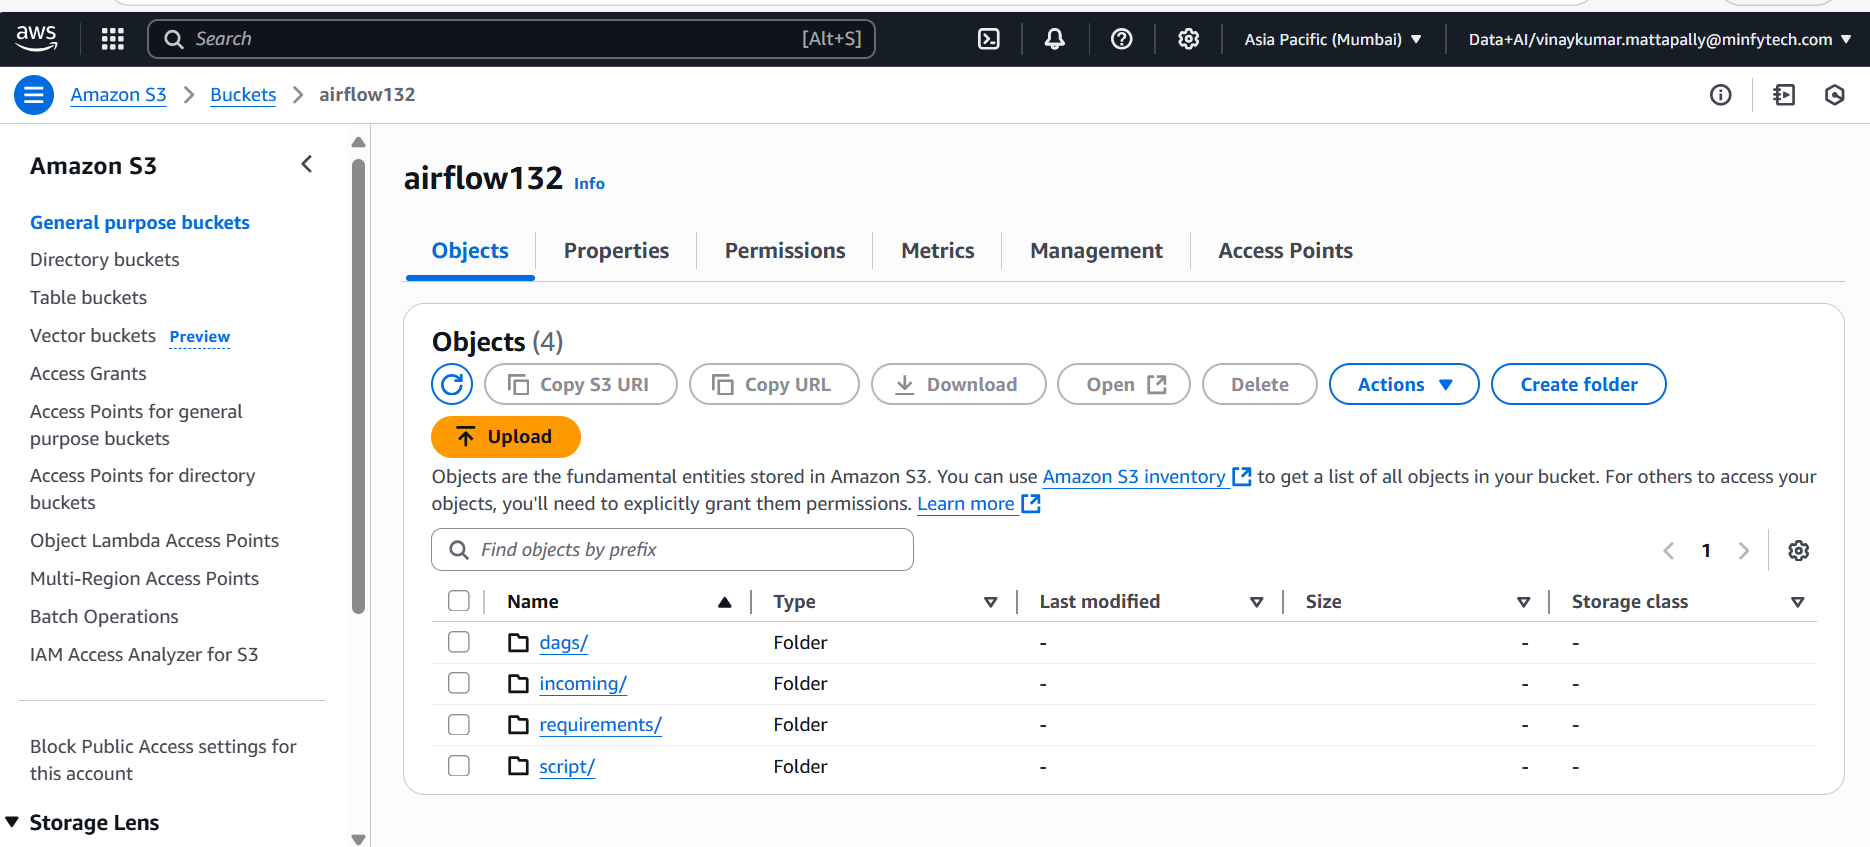 aws
Search [Alt+S]
Asia Pacific (Mumbai)
Data+AI/vinaykumar.mattapally@minfytech.com
Amazon S3
Buckets
airflow132
Amazon S3
General purpose buckets
Directory buckets
Table buckets
Vector buckets Preview
Access Grants
Access Points for general
purpose buckets
Access Points for directory
buckets
Object Lambda Access Points
Multi-Region Access Points
Batch Operations
IAM Access Analyzer for S3
Block Public Access settings for
this account
Storage Lens
airflow132 Info
Objects
Properties
Permissions
Metrics
Management
Access Points
Objects (4)
Copy S3 URI
Copy URL
Download
Open
Delete
Actions
Create folder
Upload
Objects are the fundamental entities stored in Amazon S3. You can use Amazon S3 inventory to get a list of all objects in your bucket. For others to access your
objects, you'll need to explicitly grant them permissions. Learn more
Find objects by prefix
1
Name Type Last modified Size Storage class
dags/ Folder - - -
incoming/ Folder - - -
requirements/ Folder - - -
script/ Folder - - -